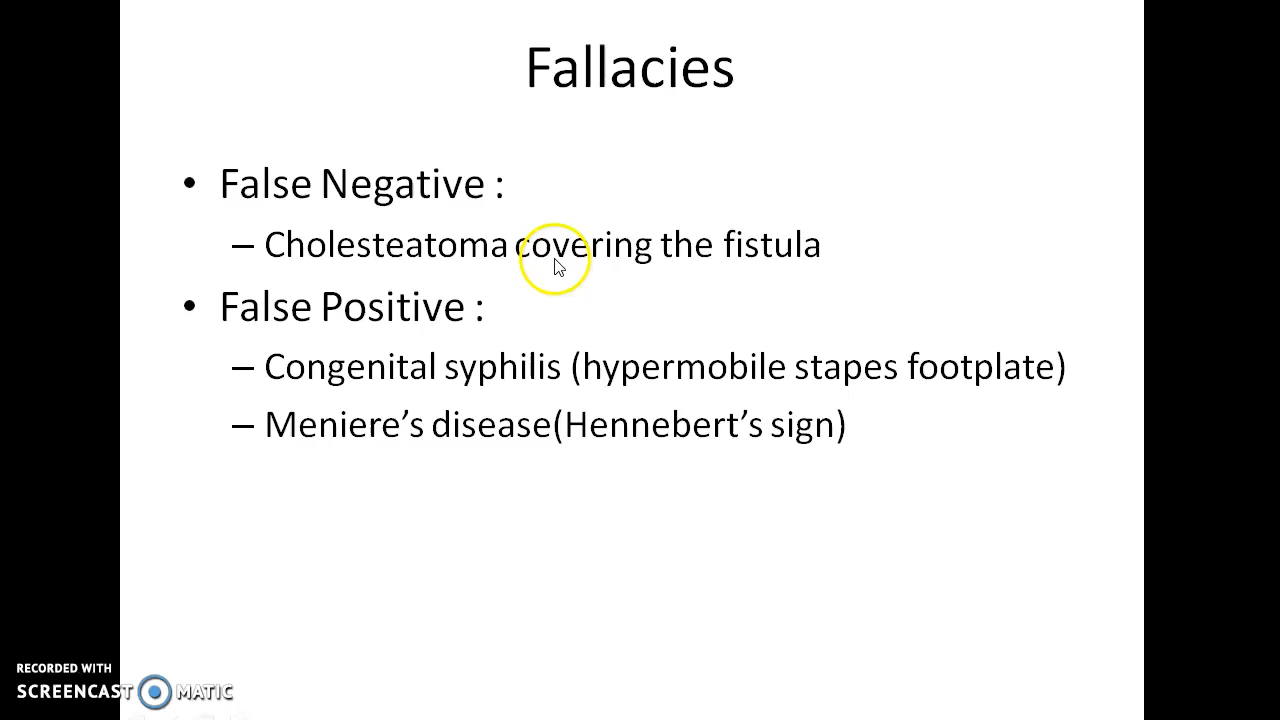 Fallacies
• False Negative :
– Cholesteatoma covering the fistula
• False Positive :
– Congenital syphilis (hypermobile stapes footplate)
– Meniere’s disease(Hennebert’s sign)
RECORDED WITH
SCREENCAST MATIC